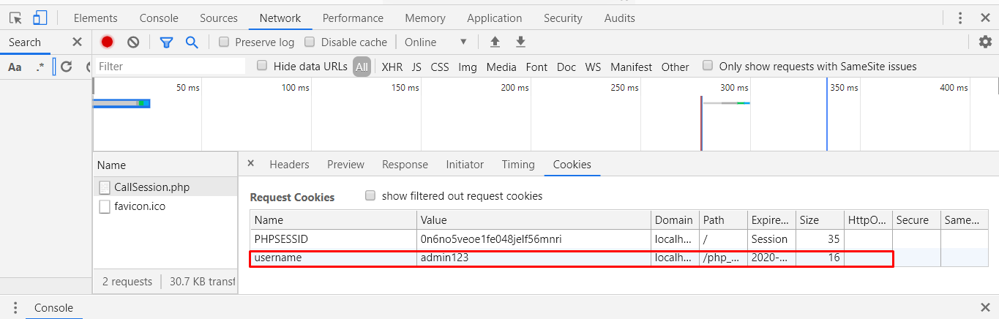 Elements Console Sources Network Performance Memory Application Security Audits
Search Preserve log Disable cache Online
Aa .* Filter Hide data URLs All XHR JS CSS Img Media Font Doc WS Manifest Other Only show requests with SameSite issues
50 ms 100 ms 150 ms 200 ms 250 ms 300 ms 350 ms 400 ms
Name Headers Preview Response Initiator Timing Cookies
CallSession.php
favicon.ico
Request Cookies show filtered out request cookies
Name Value Domain Path Expire... Size HttpO... Secure Same...
PHPSESSID 0n6no5veoe1fe048jelf56mnri localh... / Session 35
username admin123 localh... /php_... 2020-... 16
2 requests 30.7 KB transf
Console